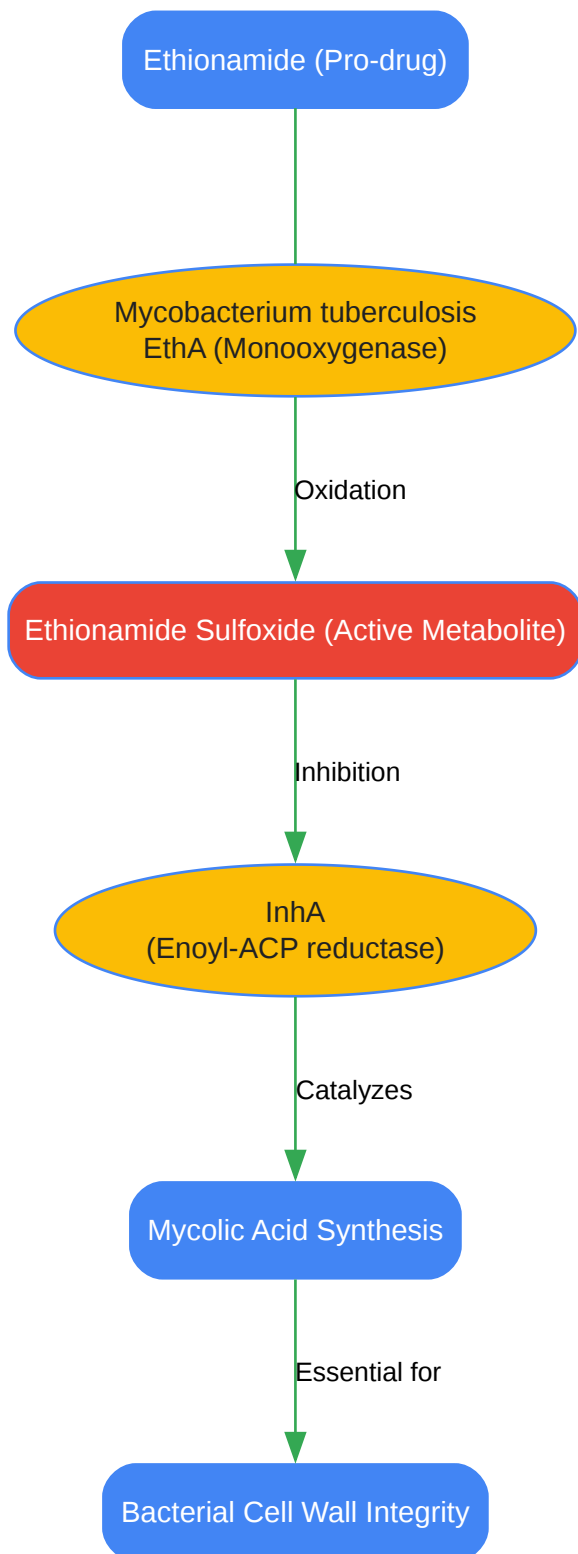 Ethionamide (Pro-drug)
Mycobacterium tuberculosis
EthA (Monooxygenase)
Oxidation
Ethionamide Sulfoxide (Active Metabolite)
Inhibition
InhA
(Enoyl-ACP reductase)
Catalyzes
Mycolic Acid Synthesis
Essential for
Bacterial Cell Wall Integrity